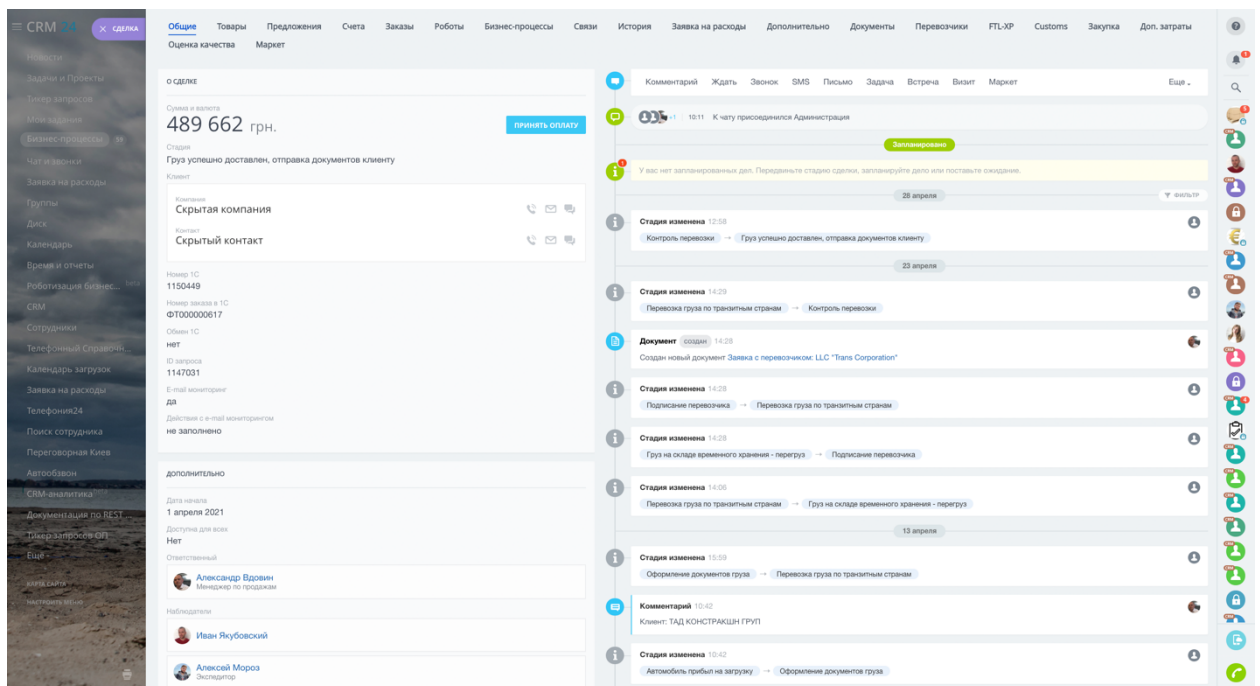 CRM 24
× СДЕЛКА
Новости
Задачи и Проекты
Тикер запросов
Мои задания
Бизнес-процессы
Чат и звонки
Заявка на расходы
Группы
Диск
Календарь
Время и отчеты
Роботизация бизнес... beta
CRM
Сотрудники
Телефонный Справочн...
Календарь загрузок
Заявка на расходы
Телефония24
Поиск сотрудника
Переговорная Киев
Автообзвон
CRM-аналитика
Документация по REST
Тикер запросов ОП
Ещё -
КАРТА САЙТА
НАСТРОИТЬ МЕНЮ
Общие Товары Предложения Счета Заказы Роботы Бизнес-процессы Связи История Заявка на расходы Дополнительно Документы Перевозчики FTL-XP Customs Закупка Доп. затраты
Оценка качества Маркет
О СДЕЛКЕ
Сумма и валюта
489 662 грн.
ПРИНЯТЬ ОПЛАТУ
Стадия
Груз успешно доставлен, отправка документов клиенту
Клиент
Компания
Скрытая компания
Контакт
Скрытый контакт
Номер 1С
1150449
Номер заказа в 1С
ФТ000000617
Обмен 1С
нет
ID запроса
1147031
E-mail мониторинг
да
Действия с e-mail мониторингом
не заполнено
ДОПОЛНИТЕЛЬНО
Дата начала
1 апреля 2021
Доступна для всех
Нет
Ответственный
Александр Вдовин
Менеджер по продажам
Наблюдатели
Иван Якубовский
Алексей Мороз
Экспедитор
Комментарий Ждать Звонок SMS Письмо Задача Встреча Визит Маркет Еще
+1 10:11 К чату присоединился Администрация
Запланировано
1
У вас нет запланированных дел. Передвиньте стадию сделки, запланируйте дело или поставьте ожидание.
28 апреля
ФИЛЬТР
Стадия изменена 12:58
Контроль перевозки → Груз успешно доставлен, отправка документов клиенту
23 апреля
Стадия изменена 14:29
Перевозка груза по транзитным странам → Контроль перевозки
Документ СОЗДАН 14:28
Создан новый документ Заявка с перевозчиком: LLC "Trans Corporation"
Стадия изменена 14:28
Подписание перевозчика → Перевозка груза по транзитным странам
Стадия изменена 14:28
Груз на складе временного хранения - перегруз → Подписание перевозчика
Стадия изменена 14:06
Перевозка груза по транзитным странам → Груз на складе временного хранения - перегруз
13 апреля
Стадия изменена 15:59
Оформление документов груза → Перевозка груза по транзитным странам
Комментарий 10:42
Клиент: ТАД КОНСТРАКШН ГРУП
Стадия изменена 10:42
Автомобиль прибыл на загрузку → Оформление документов груза